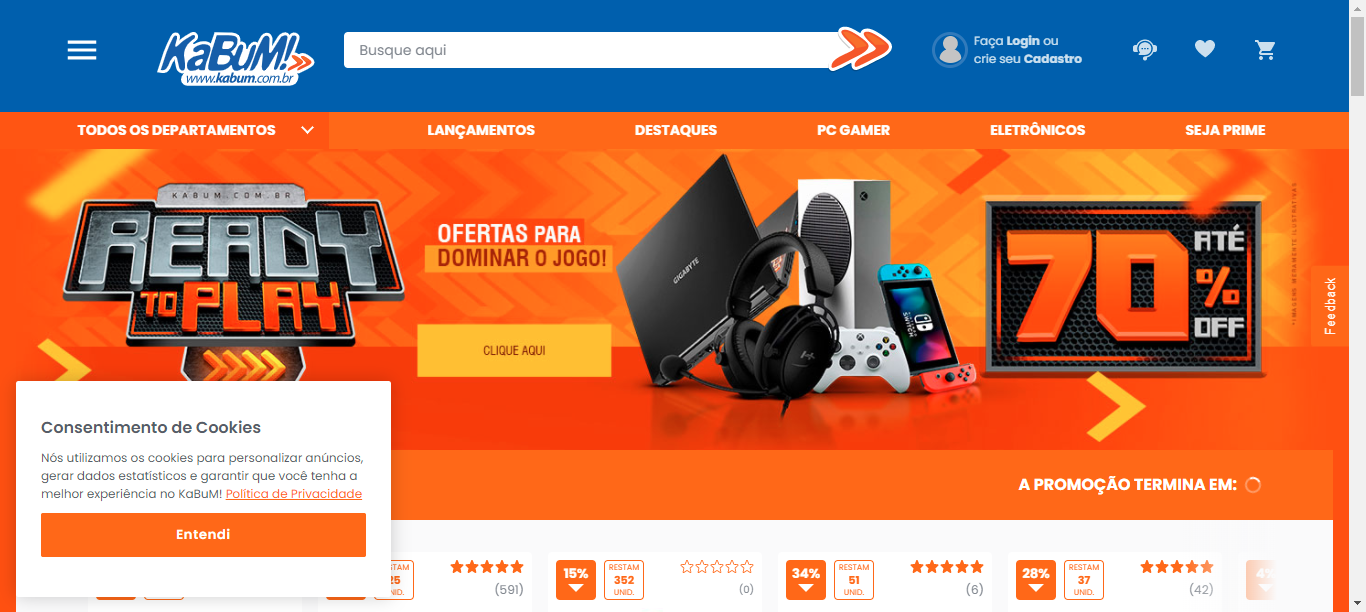 KaBuM!
www.kabum.com.br
Busque aqui
Faça Login ou
crie seu Cadastro
TODOS OS DEPARTAMENTOS
LANÇAMENTOS
DESTAQUES
PC GAMER
ELETRÔNICOS
SEJA PRIME
KABUM.COM.BR
READY
TO PLAY
OFERTAS PARA
DOMINAR O JOGO!
CLIQUE AQUI
GIGABYTE
NINTENDO
SWITCH
ATÉ
70%
OFF
*IMAGENS MERAMENTE ILUSTRATIVAS
Feedback
A PROMOÇÃO TERMINA EM:
Consentimento de Cookies
Nós utilizamos os cookies para personalizar anúncios,
gerar dados estatísticos e garantir que você tenha a
melhor experiência no KaBuM! Política de Privacidade
Entendi
UNID.
(591)
15%
RESTAM
352
UNID.
(0)
34%
RESTAM
51
UNID.
(6)
28%
RESTAM
37
UNID.
(42)